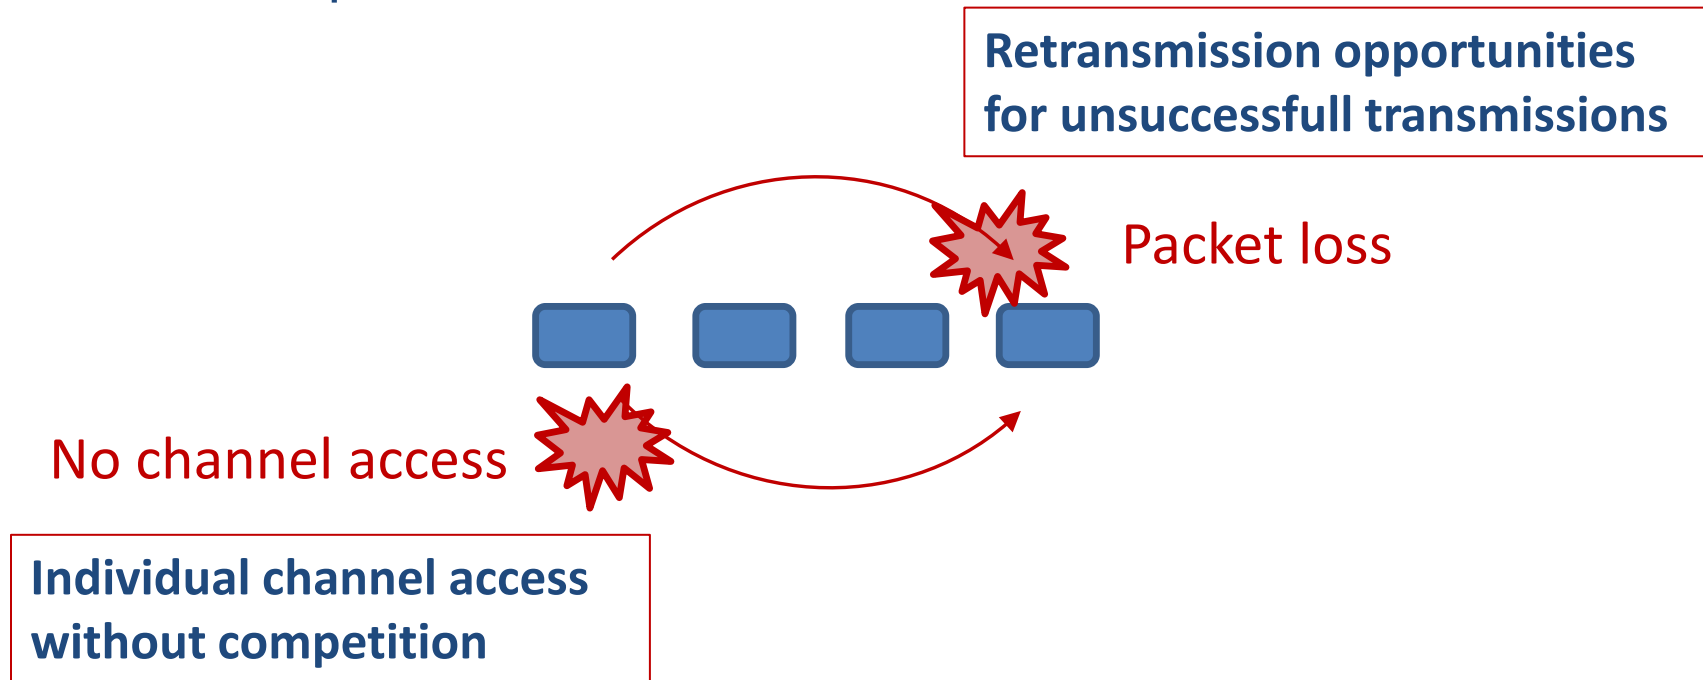 Retransmission opportunities
for unsuccessfull transmissions
Packet loss
No channel access
Individual channel access
without competition